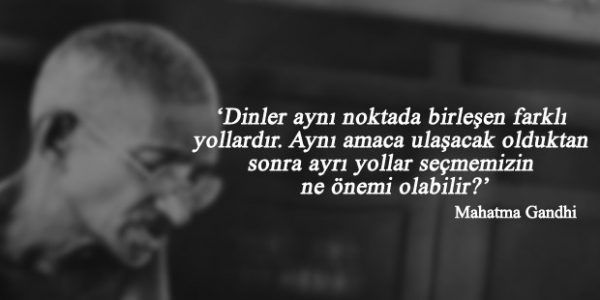 ‘Dinler aynı noktada birleşen farklı
yollardır. Aynı amaca ulaşacak olduktan
sonra ayrı yollar seçmemizin
ne önemi olabilir?’
Mahatma Gandhi